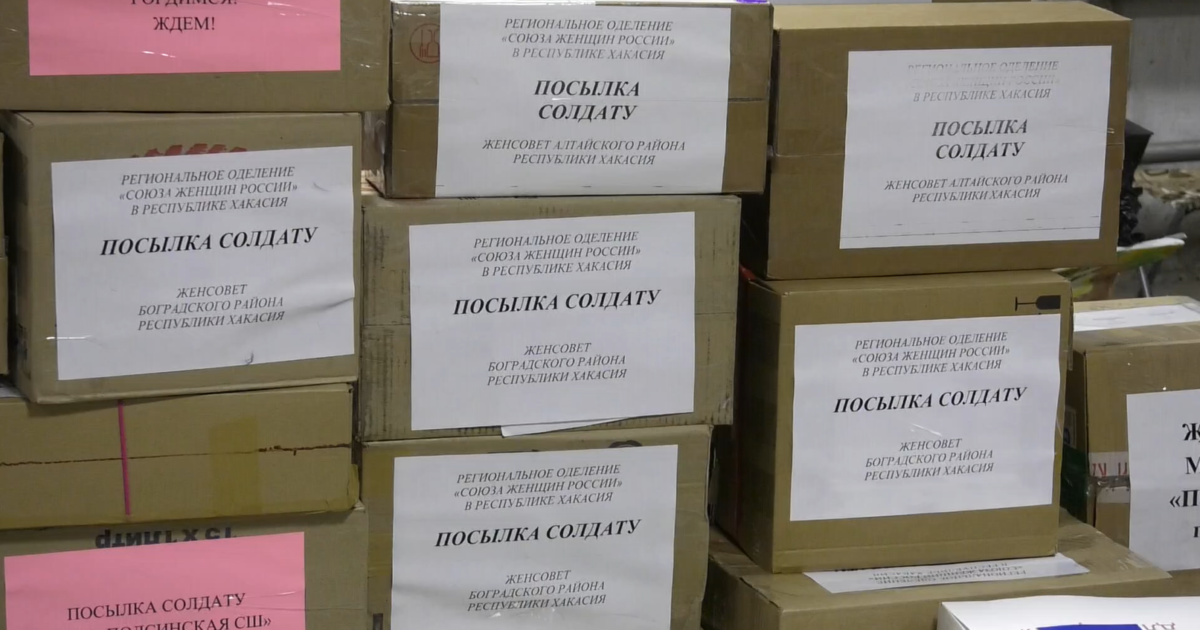 ГОРДИМСЯ!
ЖДЕМ!
РЕГИОНАЛЬНОЕ ОДЕЛЕНИЕ
«СОЮЗА ЖЕНЩИН РОССИИ»
В РЕСПУБЛИКЕ ХАКАСИЯ
ПОСЫЛКА
СОЛДАТУ
ЖЕНСОВЕТ АЛТАЙСКОГО РАЙОНА
РЕСПУБЛИКИ ХАКАСИЯ
РЕГИОНАЛЬНОЕ ОДЕЛЕНИЕ
«СОЮЗА ЖЕНЩИН РОССИИ»
В РЕСПУБЛИКЕ ХАКАСИЯ
ПОСЫЛКА
СОЛДАТУ
ЖЕНСОВЕТ АЛТАЙСКОГО РАЙОНА
РЕСПУБЛИКИ ХАКАСИЯ
РЕГИОНАЛЬНОЕ ОДЕЛЕНИЕ
«СОЮЗА ЖЕНЩИН РОССИИ»
В РЕСПУБЛИКЕ ХАКАСИЯ
ПОСЫЛКА СОЛДАТУ
ЖЕНСОВЕТ
БОГРАДСКОГО РАЙОНА
РЕСПУБЛИКИ ХАКАСИЯ
РЕГИОНАЛЬНОЕ ОДЕЛЕНИЕ
«СОЮЗА ЖЕНЩИН РОССИИ»
В РЕСПУБЛИКЕ ХАКАСИЯ
ПОСЫЛКА СОЛДАТУ
ЖЕНСОВЕТ
БОГРАДСКОГО РАЙОНА
РЕСПУБЛИКИ ХАКАСИЯ
РЕГИОНАЛЬНОЕ ОДЕЛЕНИЕ
«СОЮЗА ЖЕНЩИН РОССИИ»
В РЕСПУБЛИКЕ ХАКАСИЯ
ПОСЫЛКА СОЛДАТУ
ЖЕНСОВЕТ
БОГРАДСКОГО РАЙОНА
РЕСПУБЛИКИ ХАКАСИЯ
РЕГИОНАЛЬНОЕ ОДЕЛЕНИЕ
«СОЮЗА ЖЕНЩИН РОССИИ»
В РЕСПУБЛИКЕ ХАКАСИЯ
ПОСЫЛКА СОЛДАТУ
ЖЕНСОВЕТ
БОГРАДСКОГО РАЙОНА
РЕСПУБЛИКИ ХАКАСИЯ
15 X 1 ЛИТР
ПОСЫЛКА СОЛДАТУ
СШ»